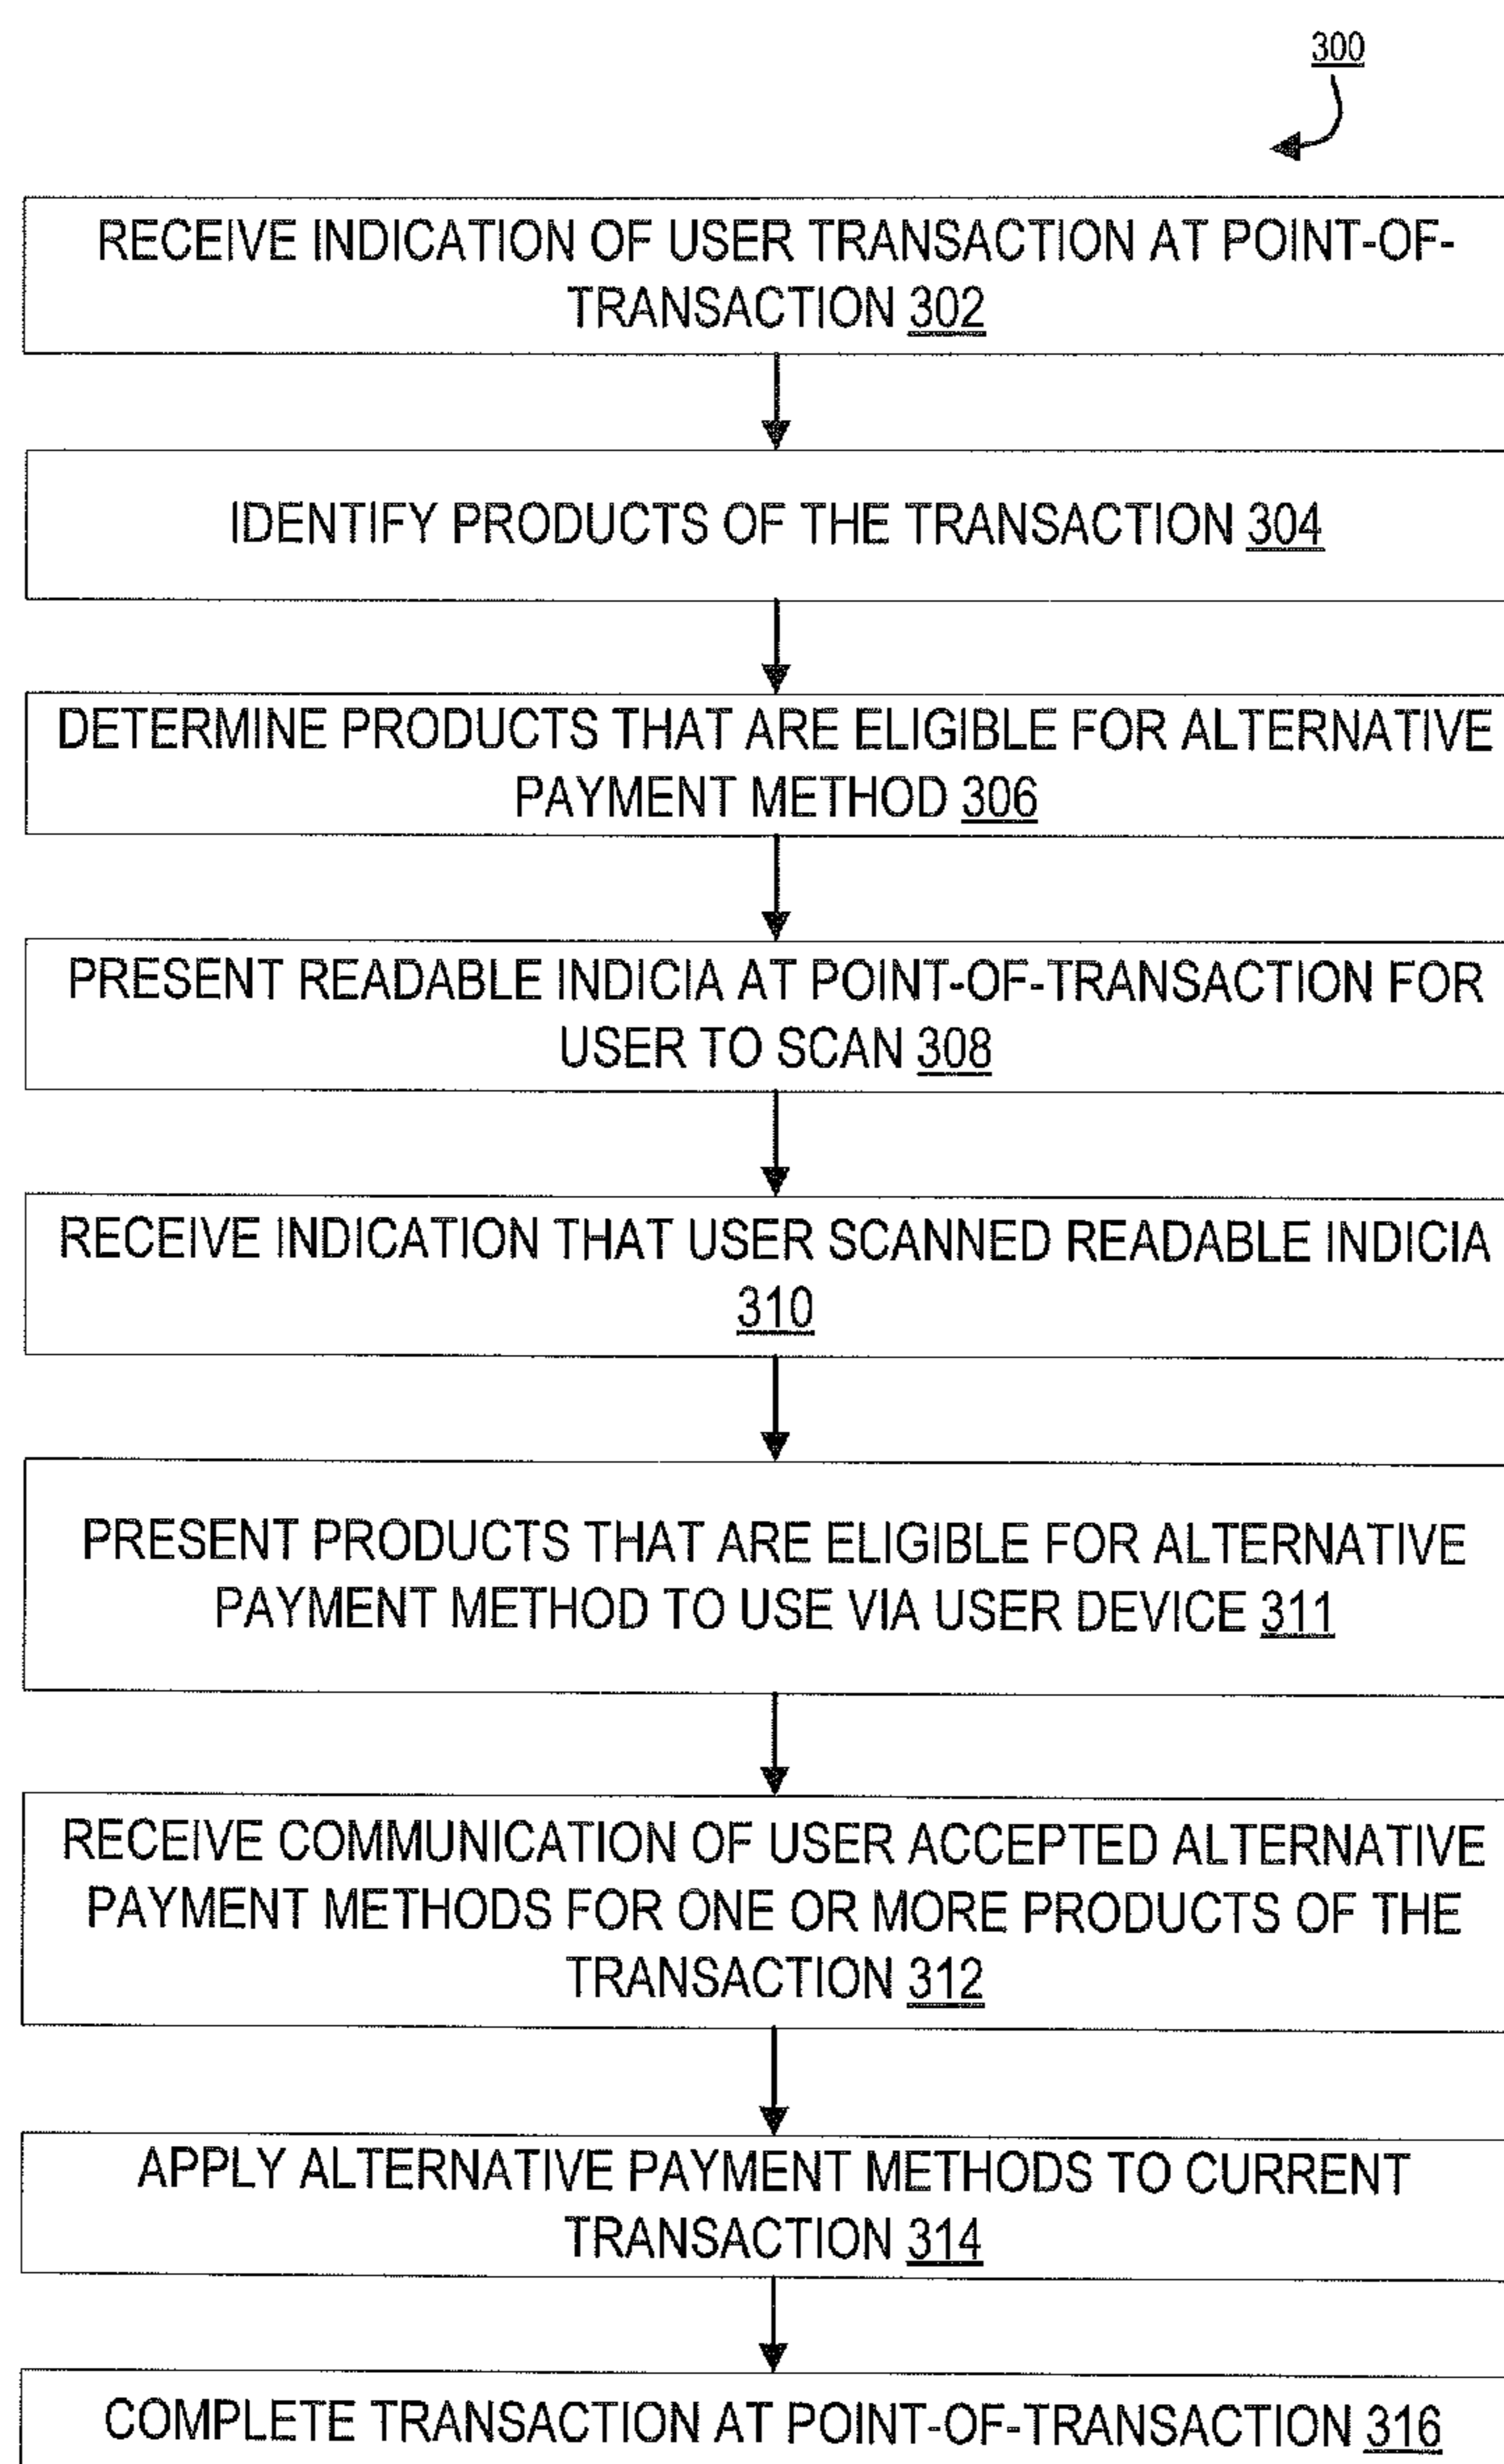 300
RECEIVE INDICATION OF USER TRANSACTION AT POINT-OF-
TRANSACTION 302
IDENTIFY PRODUCTS OF THE TRANSACTION 304
DETERMINE PRODUCTS THAT ARE ELIGIBLE FOR ALTERNATIVE
PAYMENT METHOD 306
PRESENT READABLE INDICIA AT POINT-OF-TRANSACTION FOR
USER TO SCAN 308
RECEIVE INDICATION THAT USER SCANNED READABLE INDICIA
310
PRESENT PRODUCTS THAT ARE ELIGIBLE FOR ALTERNATIVE
PAYMENT METHOD TO USE VIA USER DEVICE 311
RECEIVE COMMUNICATION OF USER ACCEPTED ALTERNATIVE
PAYMENT METHODS FOR ONE OR MORE PRODUCTS OF THE
TRANSACTION 312
APPLY ALTERNATIVE PAYMENT METHODS TO CURRENT
TRANSACTION 314
COMPLETE TRANSACTION AT POINT-OF-TRANSACTION 316